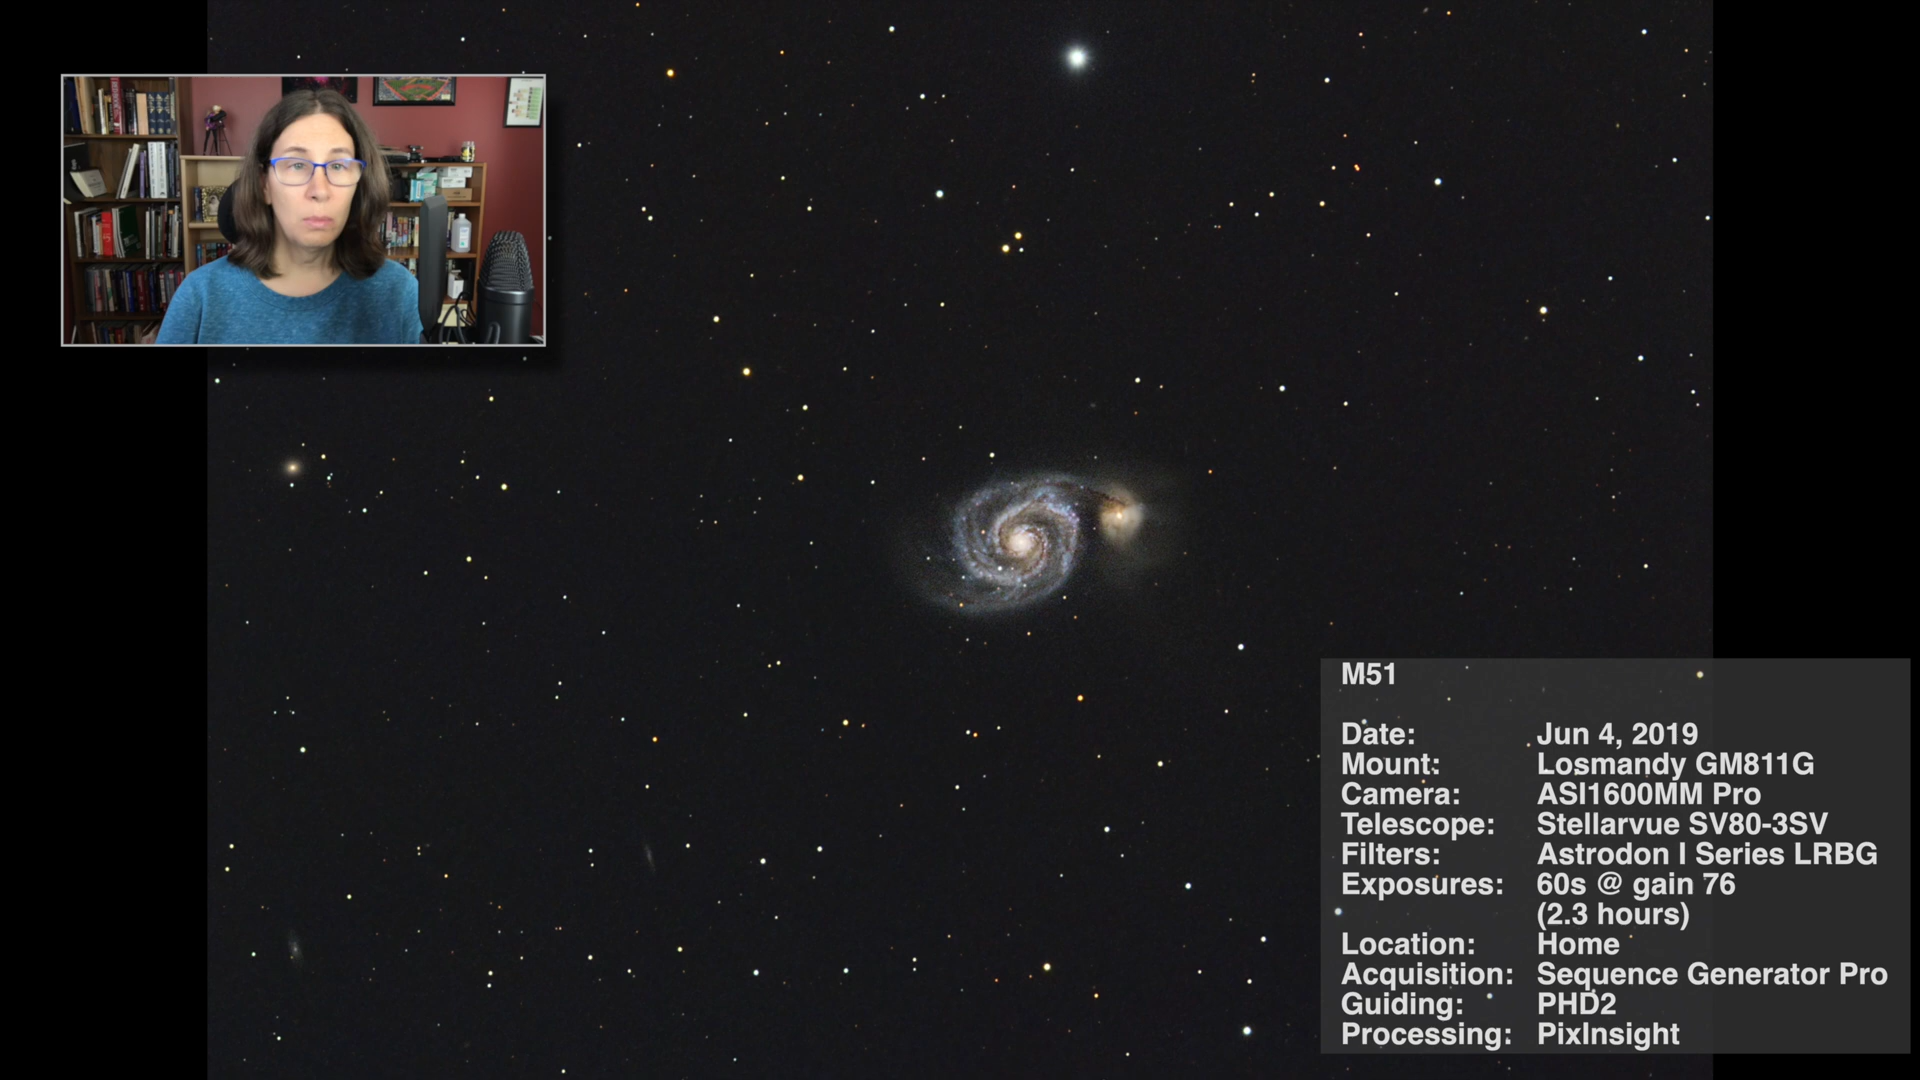 M51
Date: Jun 4, 2019
Mount: Losmandy GM811G
Camera: ASI1600MM Pro
Telescope: Stellarvue SV80-3SV
Filters: Astrodon I Series LRBG
Exposures: 60s @ gain 76
(2.3 hours)
Location: Home
Acquisition: Sequence Generator Pro
Guiding: PHD2
Processing: PixInsight